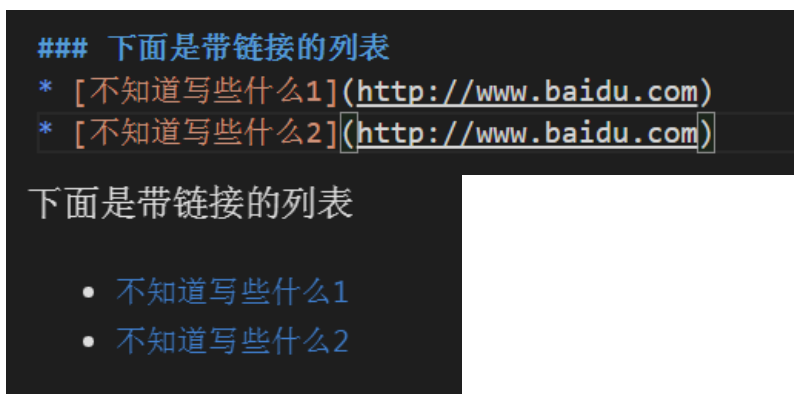 ### 下面是带链接的列表
* [不知道写些什么1](http://www.baidu.com)
* [不知道写些什么2](http://www.baidu.com)
下面是带链接的列表
• 不知道写些什么1
• 不知道写些什么2